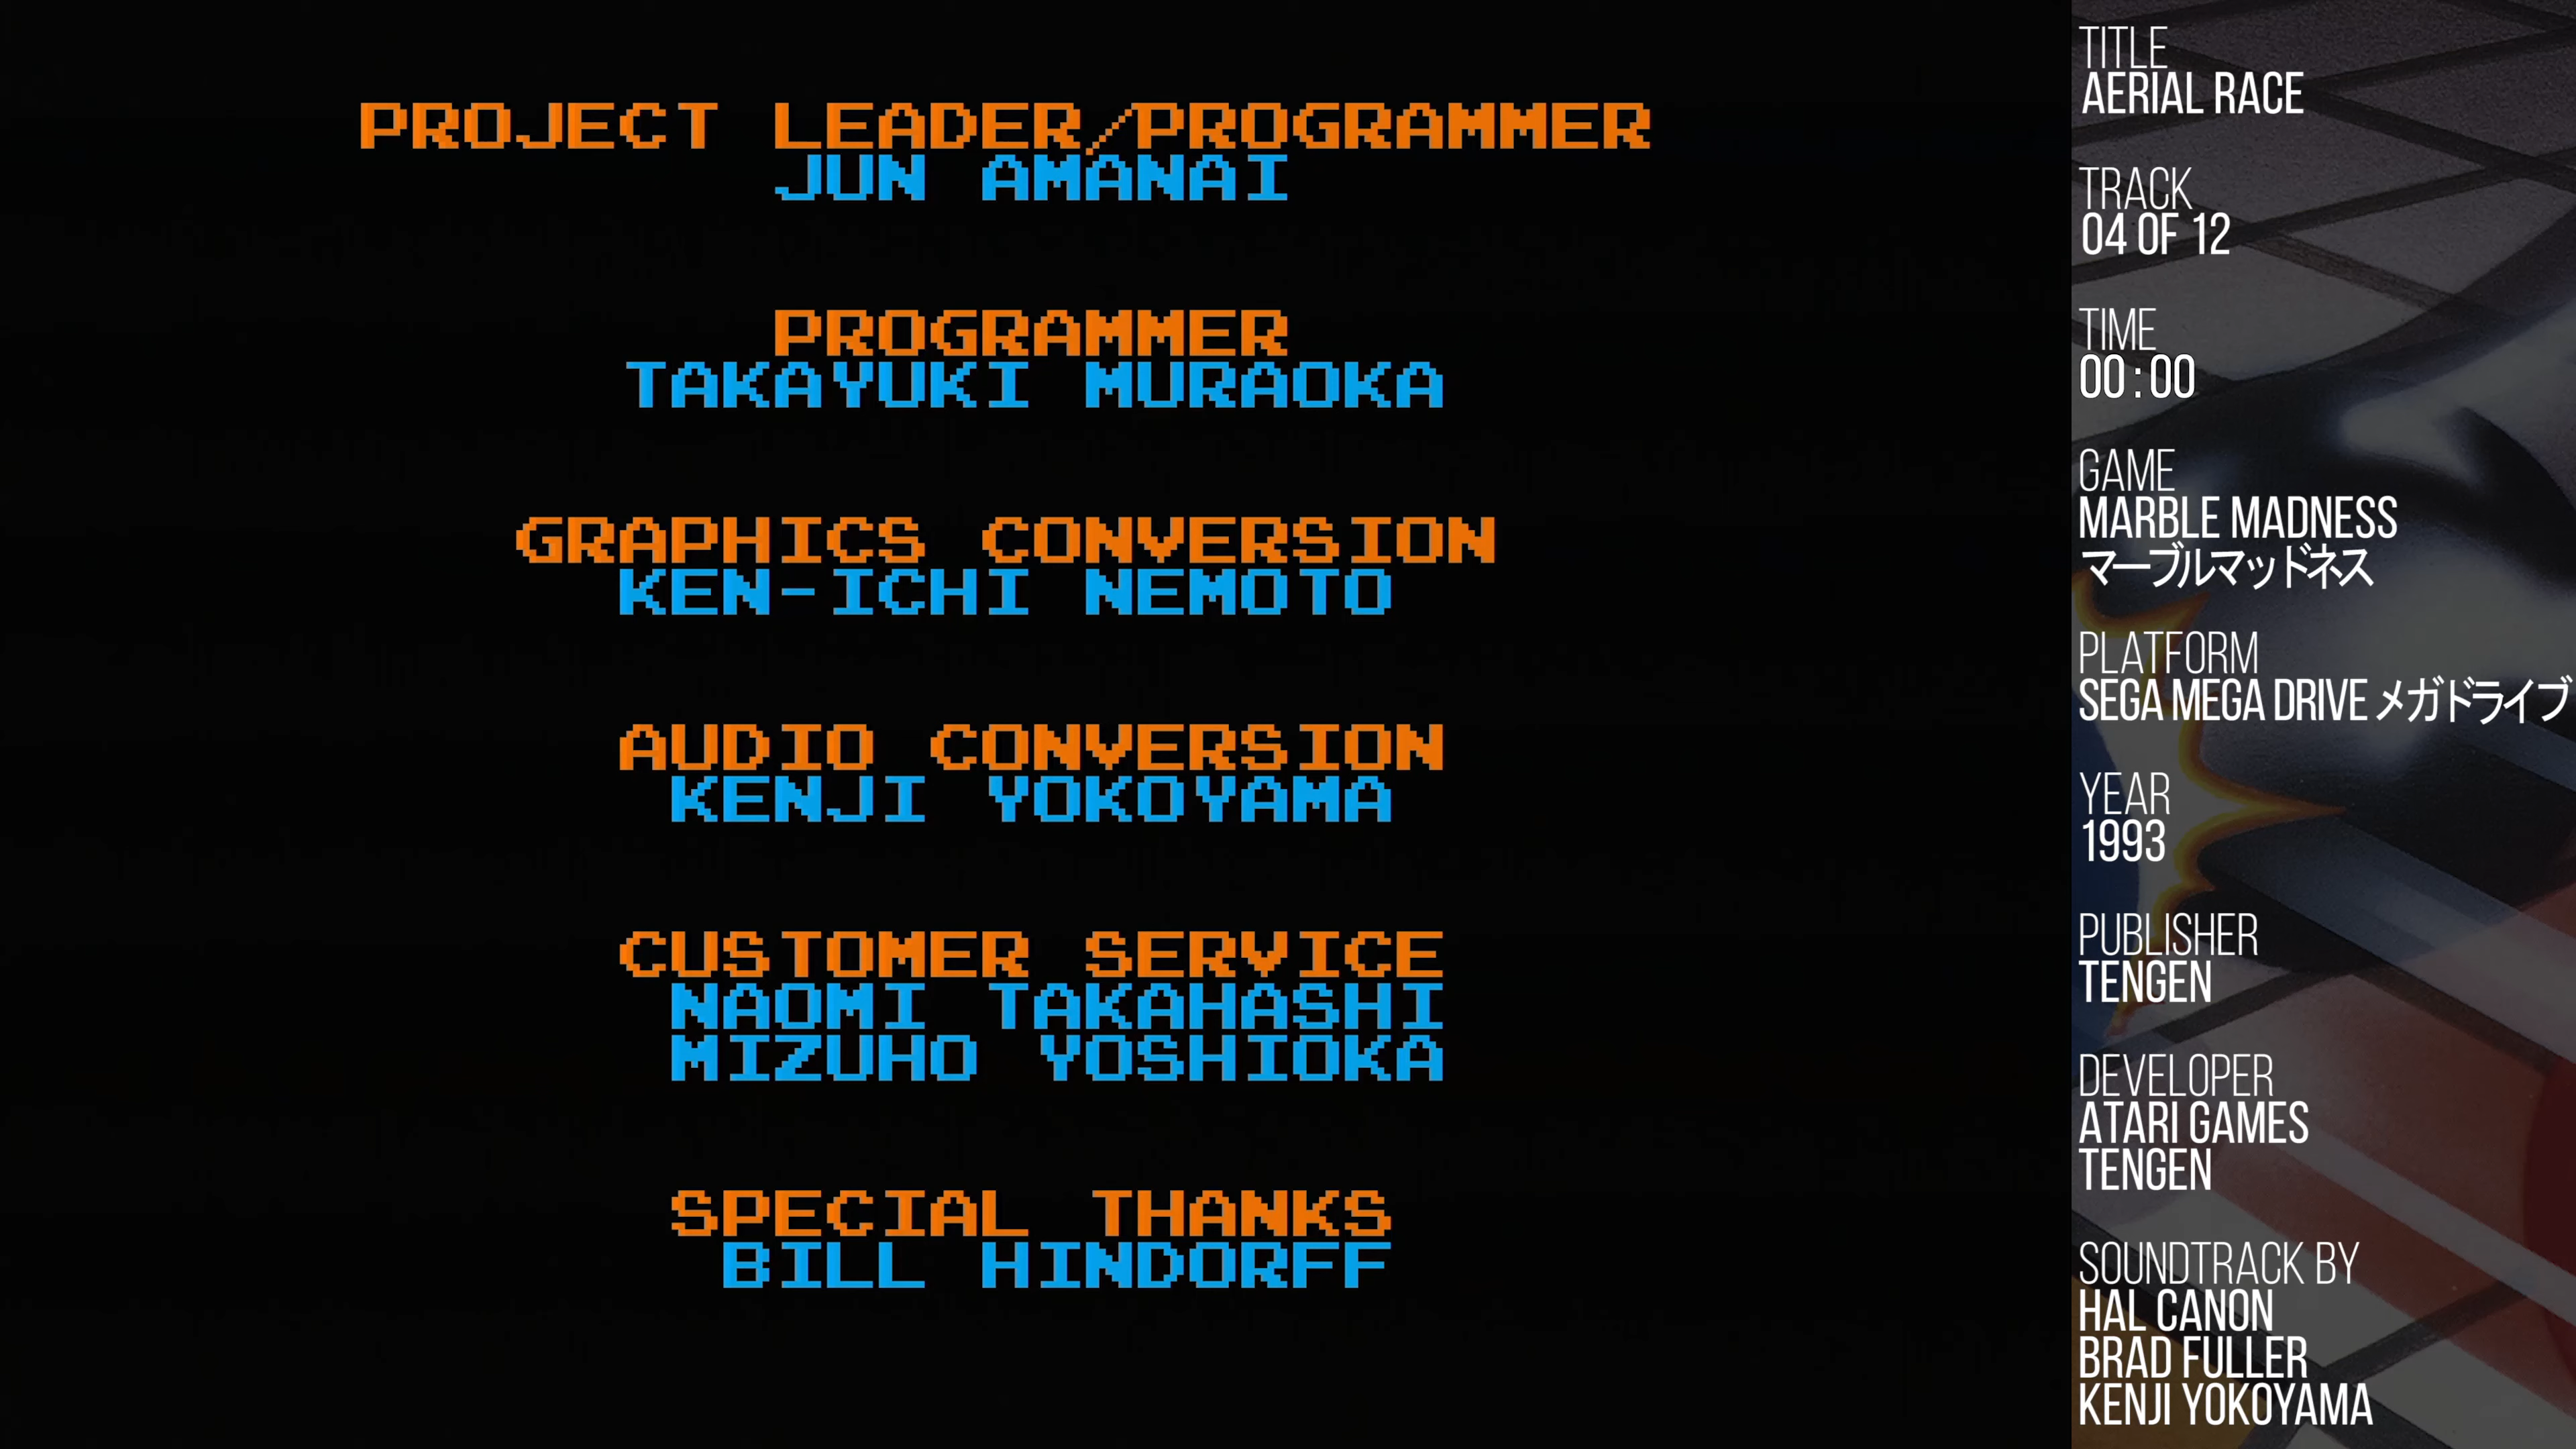 PROJECT LEADER/PROGRAMMER
JUN AMANAI
PROGRAMMER
TAKAYUKI MURAOKA
GRAPHICS CONVERSION
KEN-ICHI NEMOTO
AUDIO CONVERSION
KENJI YOKOYAMA
CUSTOMER SERVICE
NAOMI TAKAHASHI
MIZUHO YOSHIOKA
SPECIAL THANKS
BILL HINDORFF
TITLE
AERIAL RACE
TRACK
04 OF 12
TIME
00:00
GAME
MARBLE MADNESS
マーブルマッドネス
PLATFORM
SEGA MEGA DRIVE メガドライブ
YEAR
1993
PUBLISHER
TENGEN
DEVELOPER
ATARI GAMES
TENGEN
SOUNDTRACK BY
HAL CANON
BRAD FULLER
KENJI YOKOYAMA